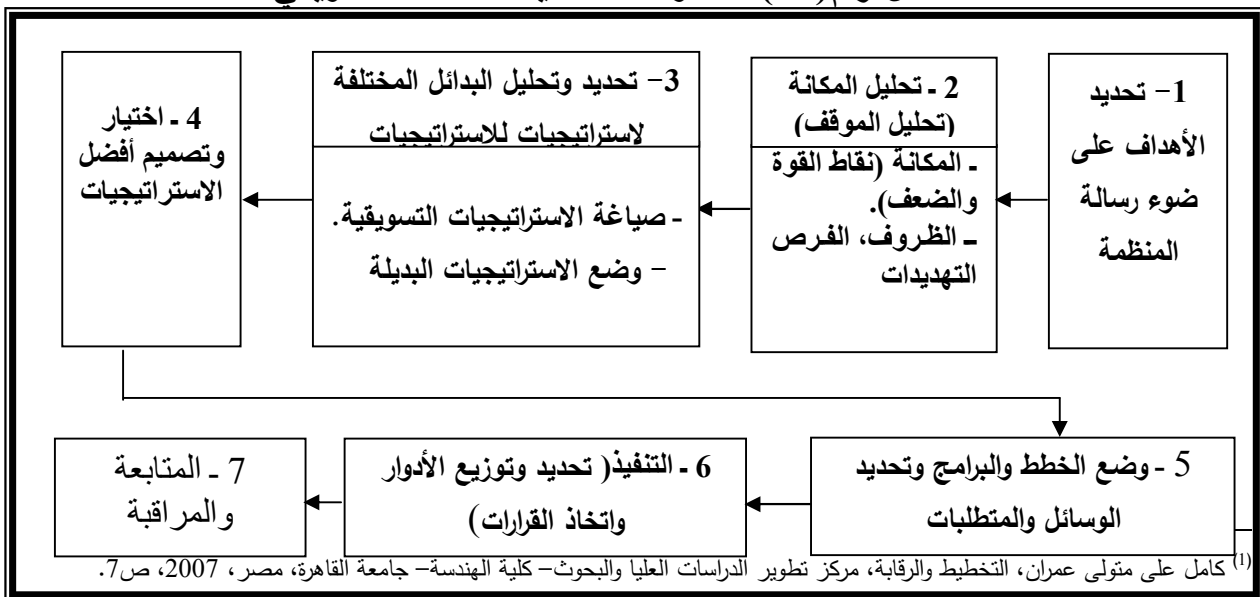 1– تحديد
الأهداف على
ضوء رسالة
المنظمة
2 ـ تحليل المكانة
(تحليل الموقف)
ـ المكانة (نقاط القوة
والضعف).
ـ الظروف، الفرص
التهديدات
3– تحديد وتحليل البدائل المختلفة
لاستراتيجيات للاستراتيجيات
- صياغة الاستراتيجيات التسويقية.
– وضع الاستراتيجيات البديلة
4 ـ اختيار
وتصميم أفضل
الاستراتيجيات
5 ـ وضع الخطط والبرامج وتحديد
الوسائل والمتطلبات
6 ـ التنفيذ( تحديد وتوزيع الأدوار
واتخاذ القرارات)
7 ـ المتابعة
والمراقبة
(1) كامل على متولى عمران، التخطيط والرقابة، مركز تطوير الدراسات العليا والبحوث– كلية الهندسة– جامعة القاهرة، مصر، 2007، ص7.